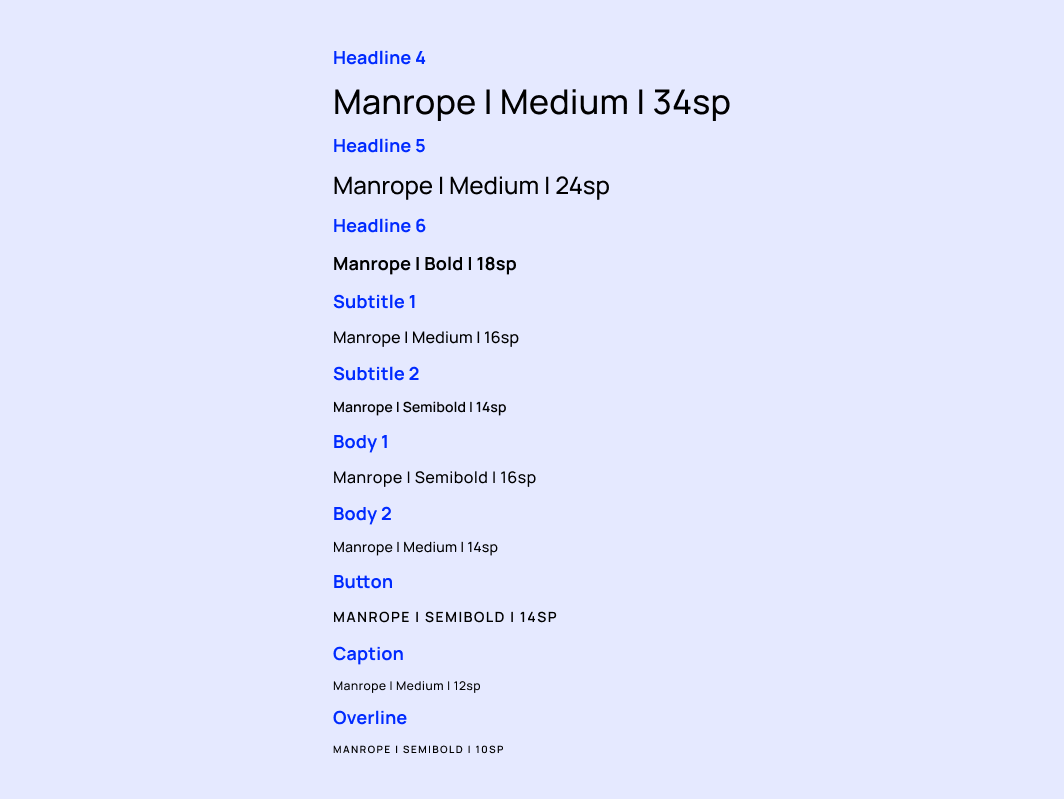 Headline 4
Manrope | Medium | 34sp
Headline 5
Manrope | Medium | 24sp
Headline 6
Manrope | Bold | 18sp
Subtitle 1
Manrope | Medium | 16sp
Subtitle 2
Manrope | Semibold | 14sp
Body 1
Manrope | Semibold | 16sp
Body 2
Manrope | Medium | 14sp
Button
MANROPE | SEMIBOLD | 14SP
Caption
Manrope | Medium | 12sp
Overline
MANROPE | SEMIBOLD | 10SP